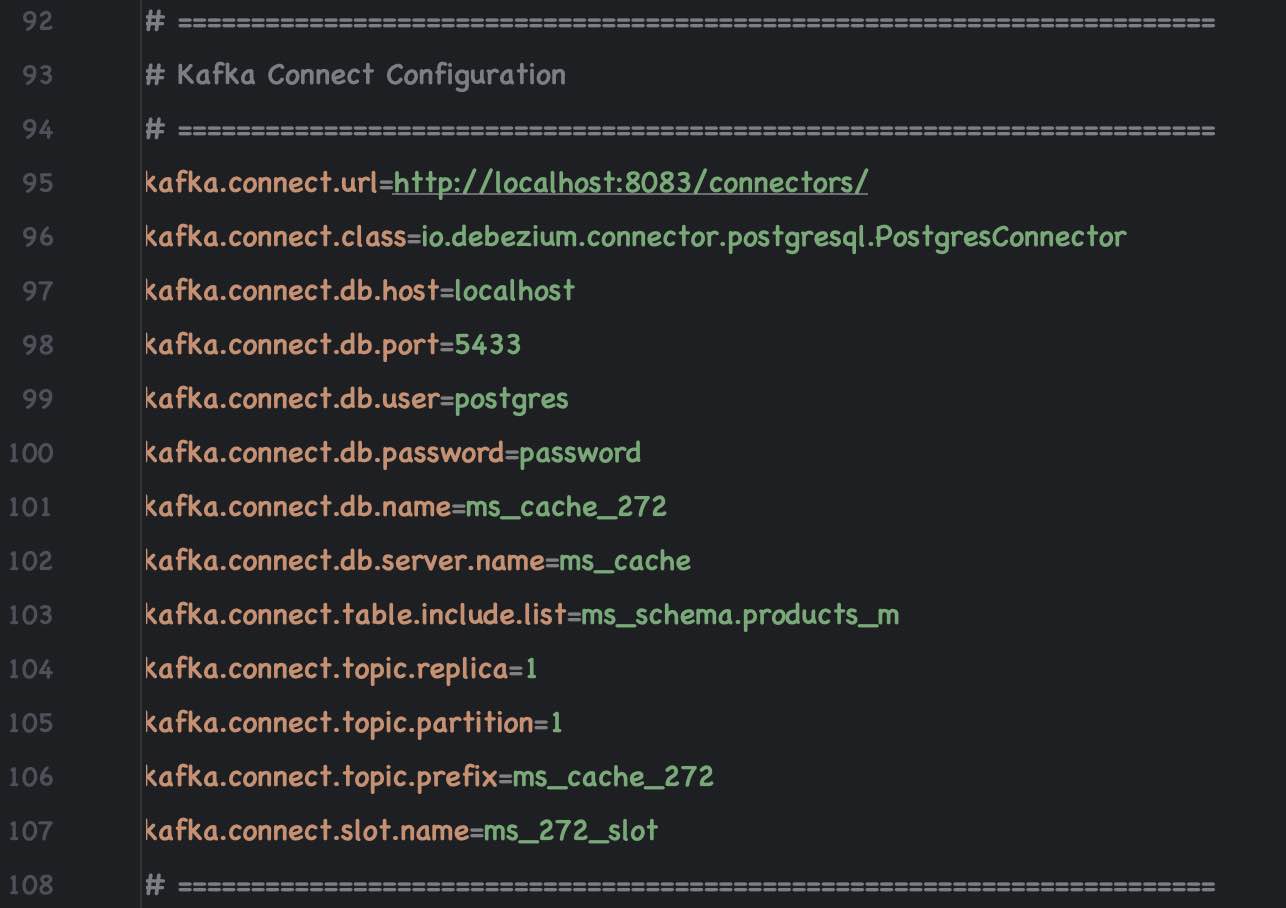 92 # ========================================================================
93 # Kafka Connect Configuration
94 # ========================================================================
95 kafka.connect.url=http://localhost:8083/connectors/
96 kafka.connect.class=io.debezium.connector.postgresql.PostgresConnector
97 kafka.connect.db.host=localhost
98 kafka.connect.db.port=5433
99 kafka.connect.db.user=postgres
100 kafka.connect.db.password=password
101 kafka.connect.db.name=ms_cache_272
102 kafka.connect.db.server.name=ms_cache
103 kafka.connect.table.include.list=ms_schema.products_m
104 kafka.connect.topic.replica=1
105 kafka.connect.topic.partition=1
106 kafka.connect.topic.prefix=ms_cache_272
107 kafka.connect.slot.name=ms_272_slot
108 # ========================================================================